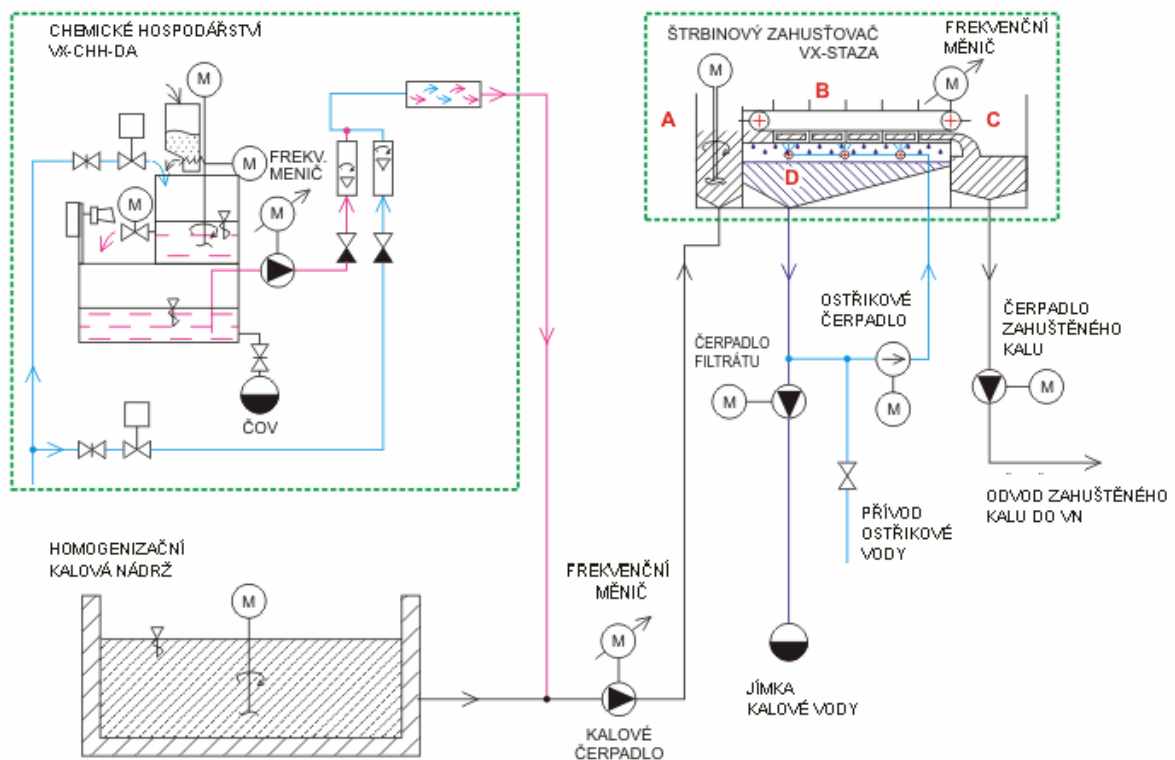 CHEMICKÉ HOSPODÁŘSTVÍ
VX-CHH-DA
M
M
FREKV.
MENIČ
M
M
ČOV
ŠTRBINOVÝ ZAHUSŤOVAČ
VX-STAZA
FREKVENČNÍ
MĚNIČ
M
M
A
B
C
D
OSTŘIKOVÉ
ČERPADLO
ČERPADLO
ZAHUŠTĚNÉHO
KALU
ČERPADLO
FILTRÁTU
M
M
M
ODVOD ZAHUŠTĚNÉHO
KALU DO VN
PŘÍVOD
OSTŘIKOVÉ
VODY
HOMOGENIZAČNÍ
KALOVÁ NÁDRŽ
M
FREKVENČNÍ
MĚNIČ
M
KALOVÉ
ČERPADLO
JÍMKA
KALOVÉ VODY